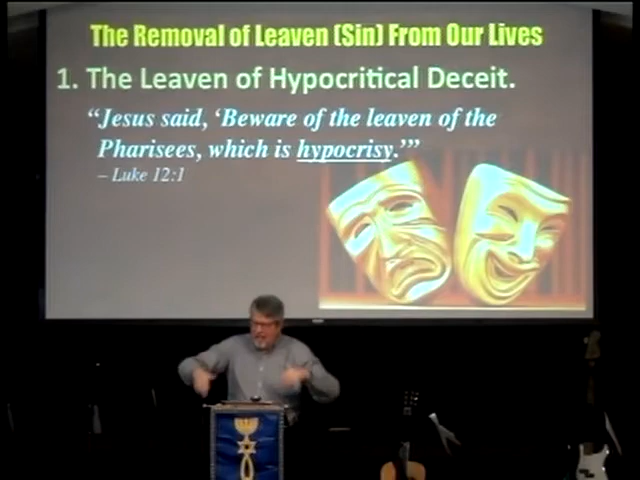 The Removal of Leaven (Sin) From Our Lives
1. The Leaven of Hypocritical Deceit.
“Jesus said, ‘Beware of the leaven of the
Pharisees, which is hypocrisy.’”
– Luke 12:1